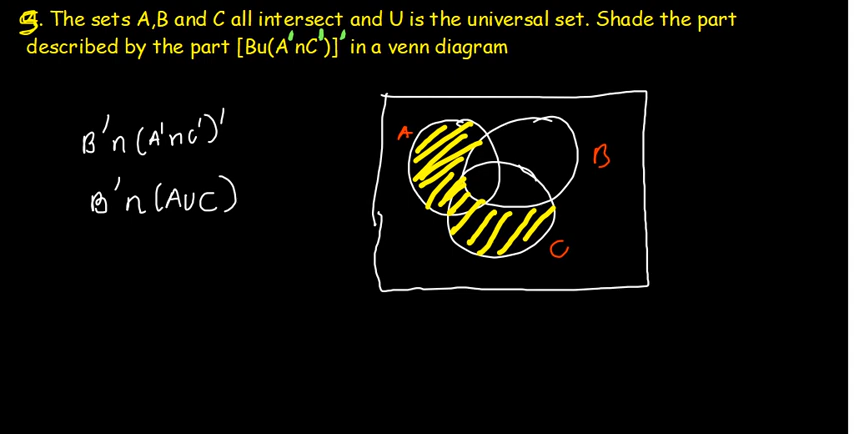 9. The sets A,B and C all intersect and U is the universal set. Shade the part
described by the part [Bu(A'nC')]' in a venn diagram
B'n(A'nC')'
B'n(AUC)
A
B
C